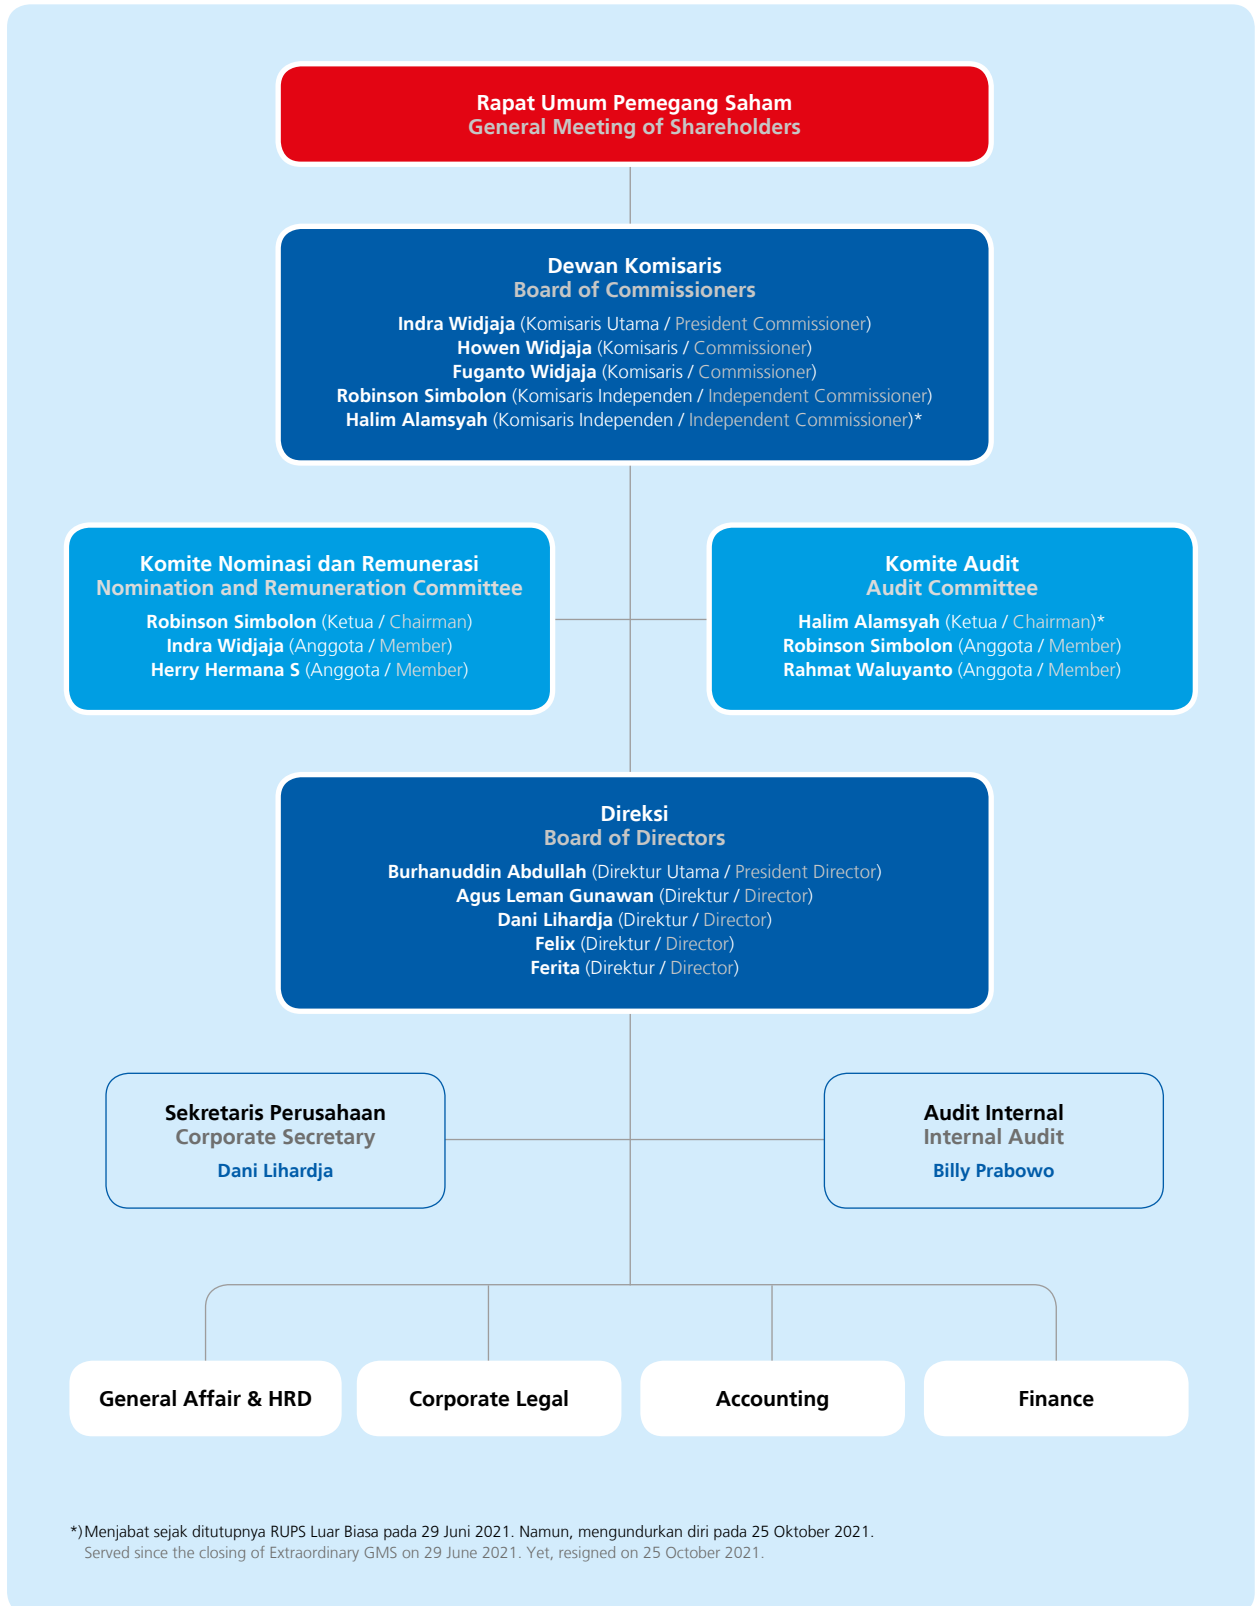 Rapat Umum Pemegang Saham
General Meeting of Shareholders
Dewan Komisaris
Board of Commissioners
Indra Widjaja (Komisaris Utama / President Commissioner)
Howen Widjaja (Komisaris / Commissioner)
Fuganto Widjaja (Komisaris / Commissioner)
Robinson Simbolon (Komisaris Independen / Independent Commissioner)
Halim Alamsyah (Komisaris Independen / Independent Commissioner)*
Komite Nominasi dan Remunerasi
Nomination and Remuneration Committee
Robinson Simbolon (Ketua / Chairman)
Indra Widjaja (Anggota / Member)
Herry Hermana S (Anggota / Member)
Komite Audit
Audit Committee
Halim Alamsyah (Ketua / Chairman)*
Robinson Simbolon (Anggota / Member)
Rahmat Waluyanto (Anggota / Member)
Direksi
Board of Directors
Burhanuddin Abdullah (Direktur Utama / President Director)
Agus Leman Gunawan (Direktur / Director)
Dani Lihardja (Direktur / Director)
Felix (Direktur / Director)
Ferita (Direktur / Director)
Sekretaris Perusahaan
Corporate Secretary
Dani Lihardja
Audit Internal
Internal Audit
Billy Prabowo
General Affair & HRD
Corporate Legal
Accounting
Finance
*)Menjabat sejak ditutupnya RUPS Luar Biasa pada 29 Juni 2021. Namun, mengundurkan diri pada 25 Oktober 2021.
Served since the closing of Extraordinary GMS on 29 June 2021. Yet, resigned on 25 October 2021.